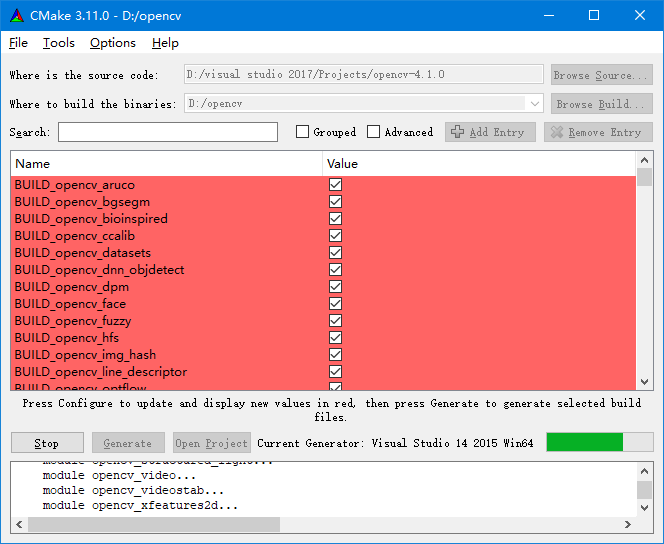 CMake 3.11.0 - D:/opencv
File Tools Options Help
Where is the source code: D:/visual studio 2017/Projects/opencv-4.1.0 Browse Source...
Where to build the binaries: D:/opencv Browse Build...
Search: Grouped Advanced Add Entry Remove Entry
Name Value
BUILD_opencv_aruco
BUILD_opencv_bgsegm
BUILD_opencv_bioinspired
BUILD_opencv_ccalib
BUILD_opencv_datasets
BUILD_opencv_dnn_objdetect
BUILD_opencv_dpm
BUILD_opencv_face
BUILD_opencv_fuzzy
BUILD_opencv_hfs
BUILD_opencv_img_hash
BUILD_opencv_line_descriptor
BUILD_opencv_optflow
Press Configure to update and display new values in red, then press Generate to generate selected build
files.
Stop Generate Open Project Current Generator: Visual Studio 14 2015 Win64
module opencv_structured_light...
module opencv_video...
module opencv_videostab...
module opencv_xfeatures2d...